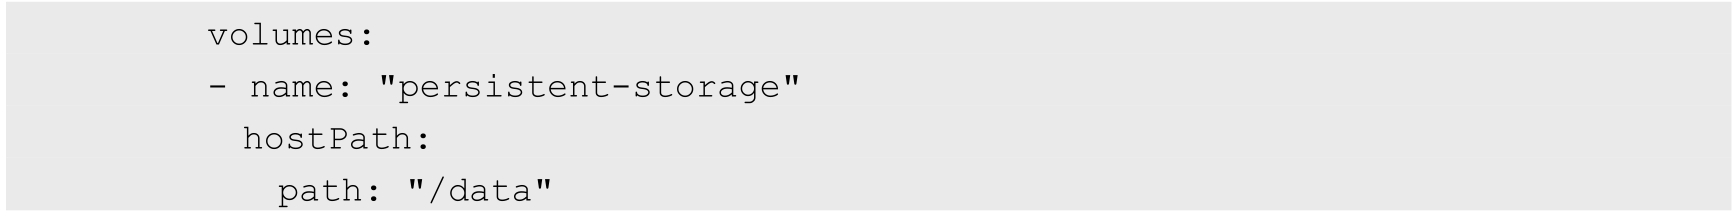 volumes:
- name: "persistent-storage"
hostPath:
path: "/data"